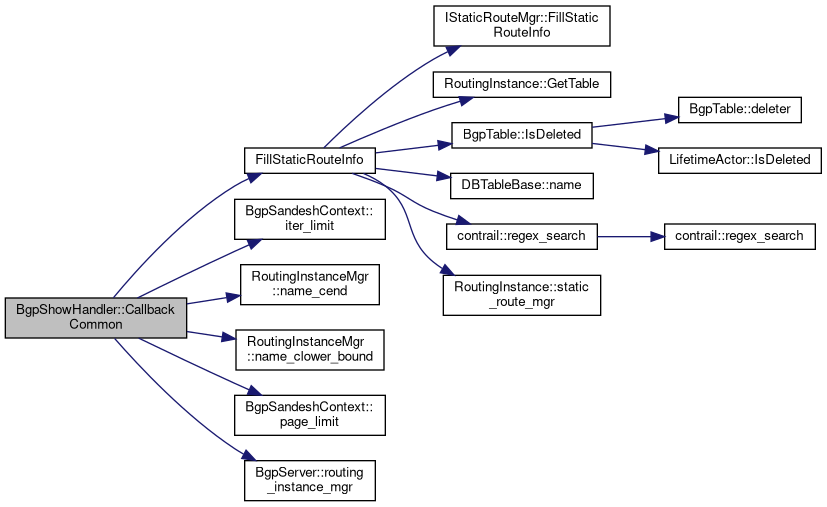 BgpShowHandler::Callback
Common
FillStaticRouteInfo
BgpSandeshContext::
iter_limit
RoutingInstanceMgr
::name_cend
RoutingInstanceMgr
::name_clower_bound
BgpSandeshContext::
page_limit
BgpServer::routing
_instance_mgr
IStaticRouteMgr::FillStatic
RouteInfo
RoutingInstance::GetTable
BgpTable::IsDeleted
DBTableBase::name
contrail::regex_search
RoutingInstance::static
_route_mgr
BgpTable::deleter
LifetimeActor::IsDeleted
contrail::regex_search